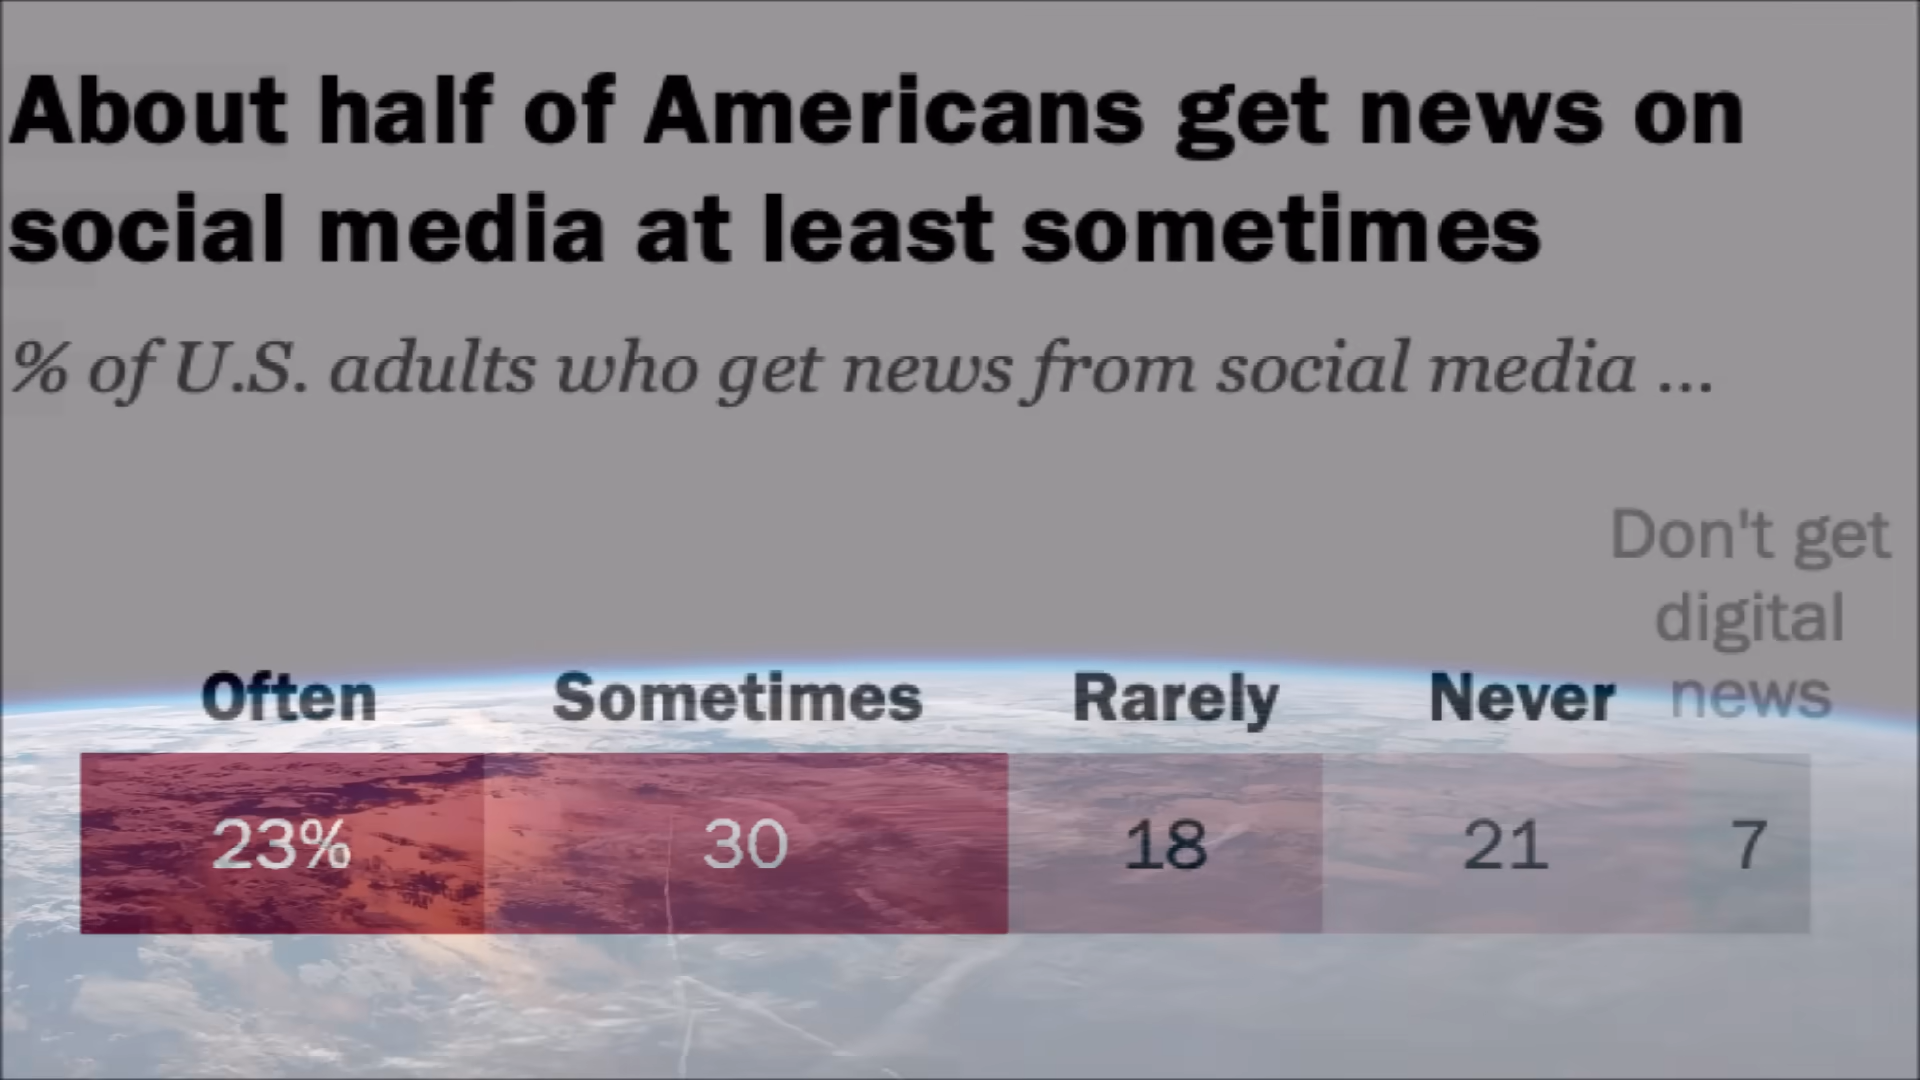 About half of Americans get news on
social media at least sometimes
% of U.S. adults who get news from social media ...
Don't get
digital
news
Often Sometimes Rarely Never
23% 30 18 21 7